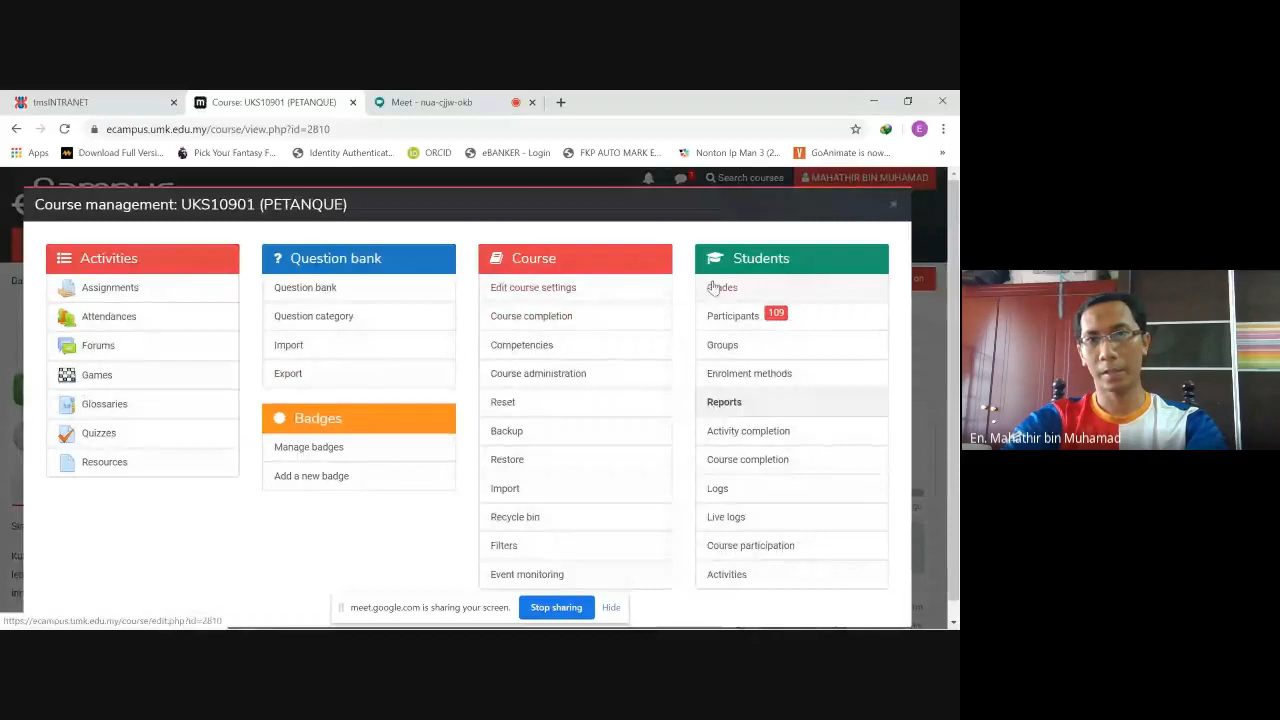 tmsINTRANET
Course: UKS10901 (PETANQUE)
Meet - nua-cjjw-okb
ecampus.umk.edu.my/course/view.php?id=2810
Apps
Download Full Versi...
Pick Your Fantasy F...
Identity Authenticat...
ORCID
eBANKER - Login
FKP AUTO MARK E...
Nonton Ip Man 3 (2...
GoAnimate is now...
Search courses
MAHATHIR BIN MUHAMAD
Course management: UKS10901 (PETANQUE)
Activities
Assignments
Attendances
Forums
Games
Glossaries
Quizzes
Resources
Question bank
Question bank
Question category
Import
Export
Badges
Manage badges
Add a new badge
Course
Edit course settings
Course completion
Competencies
Course administration
Reset
Backup
Restore
Import
Recycle bin
Filters
Event monitoring
Students
Participants 109
Groups
Enrolment methods
Reports
Activity completion
Course completion
Logs
Live logs
Course participation
Activities
meet.google.com is sharing your screen.
Stop sharing
Hide
https://ecampus.umk.edu.my/course/edit.php?id=2810
En. Mahathir bin Muhamad